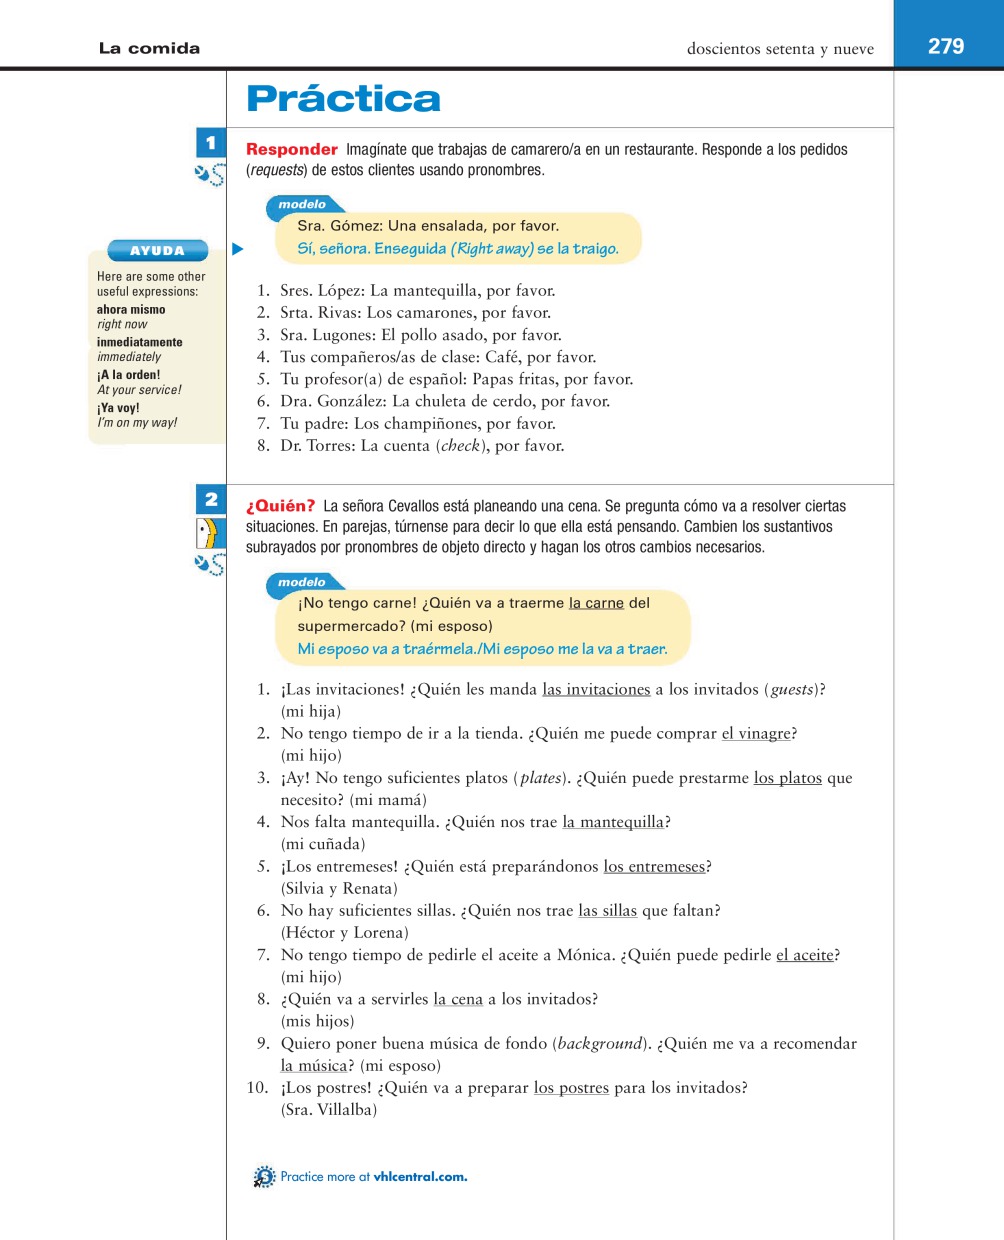 La comida
doscientos setenta y nueve
279
Práctica
1
Responder Imagínate que trabajas de camarero/a en un restaurante. Responde a los pedidos
(requests) de estos clientes usando pronombres.
modelo
Sra. Gómez: Una ensalada, por favor.
Sí, señora. Enseguida (Right away) se la traigo.
AYUDA
Here are some other
useful expressions:
ahora mismo
right now
inmediatamente
immediately
¡A la orden!
At your service!
¡Ya voy!
I'm on my way!
1. Sres. López: La mantequilla, por favor.
2. Srta. Rivas: Los camarones, por favor.
3. Sra. Lugones: El pollo asado, por favor.
4. Tus compañeros/as de clase: Café, por favor.
5. Tu profesor(a) de español: Papas fritas, por favor.
6. Dra. González: La chuleta de cerdo, por favor.
7. Tu padre: Los champiñones, por favor.
8. Dr. Torres: La cuenta (check), por favor.
2
¿Quién? La señora Cevallos está planeando una cena. Se pregunta cómo va a resolver ciertas
situaciones. En parejas, túrnense para decir lo que ella está pensando. Cambien los sustantivos
subrayados por pronombres de objeto directo y hagan los otros cambios necesarios.
modelo
¡No tengo carne! ¿Quién va a traerme la carne del
supermercado? (mi esposo)
Mi esposo va a traérmela./Mi esposo me la va a traer.
1. ¡Las invitaciones! ¿Quién les manda las invitaciones a los invitados (guests)?
(mi hija)
2. No tengo tiempo de ir a la tienda. ¿Quién me puede comprar el vinagre?
(mi hijo)
3. ¡Ay! No tengo suficientes platos (plates). ¿Quién puede prestarme los platos que
necesito? (mi mamá)
4. Nos falta mantequilla. ¿Quién nos trae la mantequilla?
(mi cuñada)
5. ¡Los entremeses! ¿Quién está preparándonos los entremeses?
(Silvia y Renata)
6. No hay suficientes sillas. ¿Quién nos trae las sillas que faltan?
(Héctor y Lorena)
7. No tengo tiempo de pedirle el aceite a Mónica. ¿Quién puede pedirle el aceite?
(mi hijo)
8. ¿Quién va a servirles la cena a los invitados?
(mis hijos)
9. Quiero poner buena música de fondo (background). ¿Quién me va a recomendar
la música? (mi esposo)
10. ¡Los postres! ¿Quién va a preparar los postres para los invitados?
(Sra. Villalba)
Practice more at vhlcentral.com.